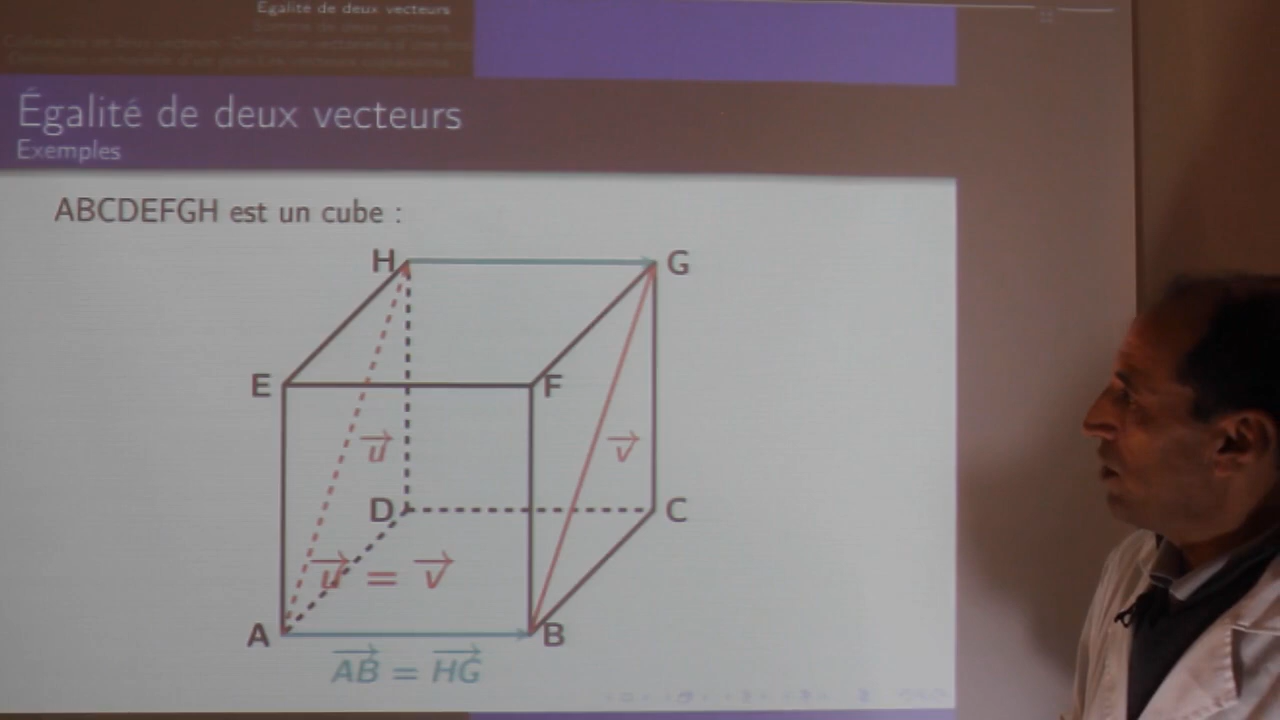 Égalité de deux vecteurs
Égalité de deux vecteurs
Exemples
ABCDEFGH est un cube :
H
G
E
F
u⃗
v⃗
D
C
u⃗ = v⃗
A
B
AB⃗ = HG⃗